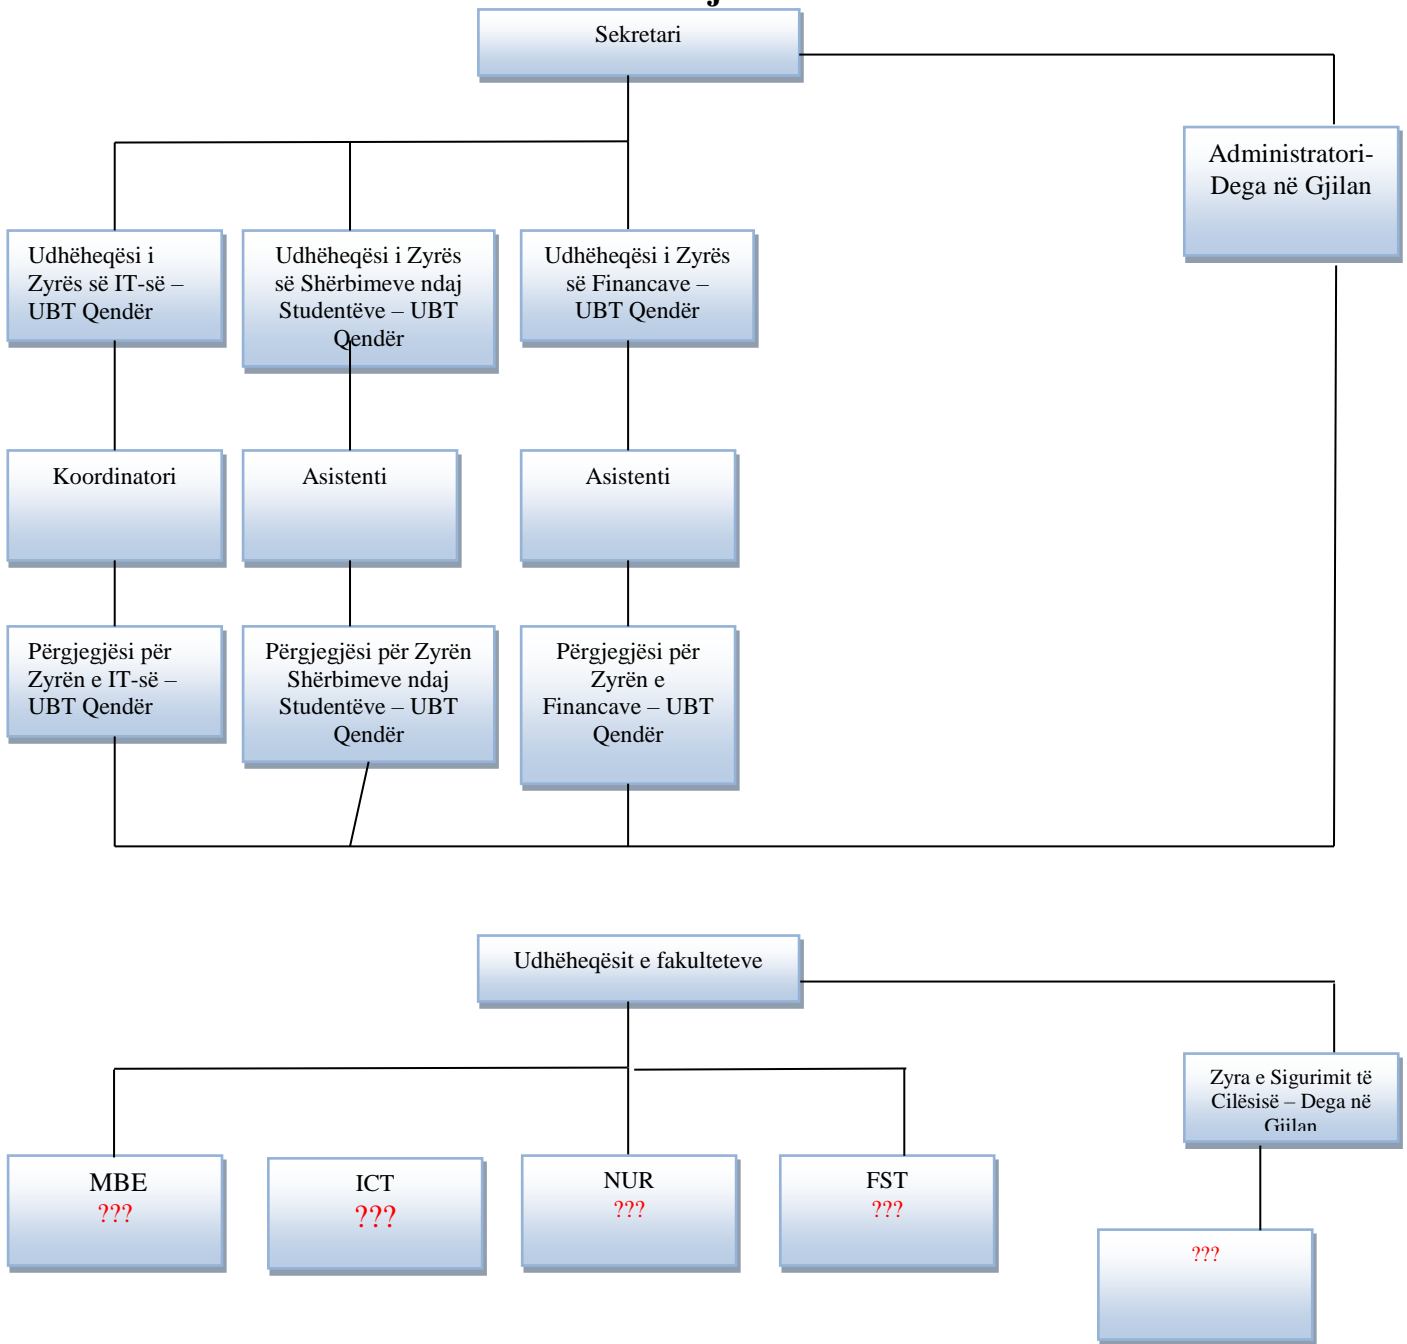 Sekretari
Administratori-
Dega në Gjilan
Udhëheqësi i
Zyrës së IT-së –
UBT Qendër
Udhëheqësi i Zyrës
së Shërbimeve ndaj
Studentëve – UBT
Qendër
Udhëheqësi i Zyrës
së Financave –
UBT Qendër
Koordinatori
Asistenti
Asistenti
Përgjegjësi për
Zyrën e IT-së –
UBT Qendër
Përgjegjësi për Zyrën
Shërbimeve ndaj
Studentëve – UBT
Qendër
Përgjegjësi për
Zyrën e
Financave – UBT
Qendër
Udhëheqësit e fakulteteve
Zyra e Sigurimit të
Cilësisë – Dega në
Gjilan
MBE
???
ICT
???
NUR
???
FST
???
???